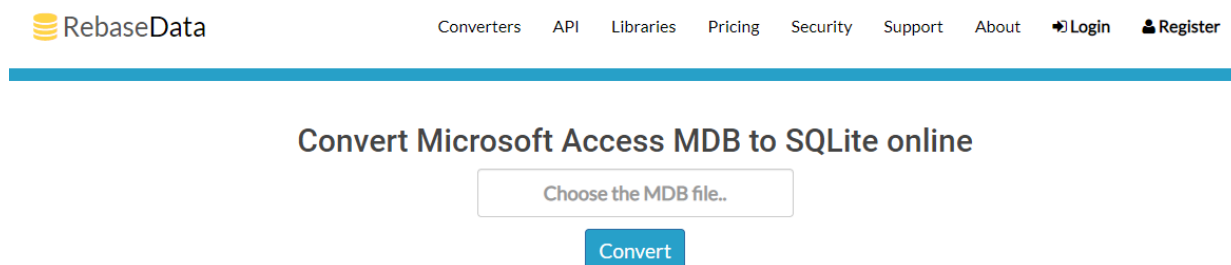 RebaseData Converters API Libraries Pricing Security Support About Login Register
Convert Microsoft Access MDB to SQLite online
Choose the MDB file..
Convert